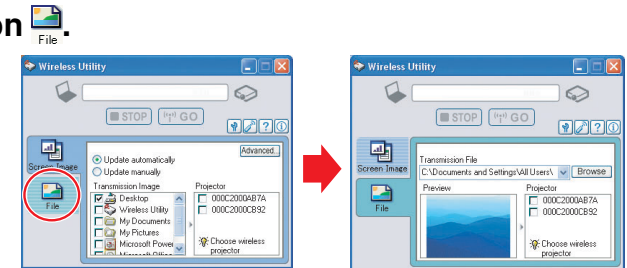 on File.
Wireless Utility
STOP GO
Screen Image
File
Update automatically
Update manually
Advanced...
Transmission Image
Desktop
Wireless Utility
My Documents
My Pictures
Microsoft Power
Microsoft Office
Projector
000C2000AB7A
000C2000CB92
Choose wireless
projector
Wireless Utility
STOP GO
Screen Image
File
Transmission File
C:\Documents and Settings\All Users\ Browse
Preview
Projector
000C2000AB7A
000C2000CB92
Choose wireless
projector